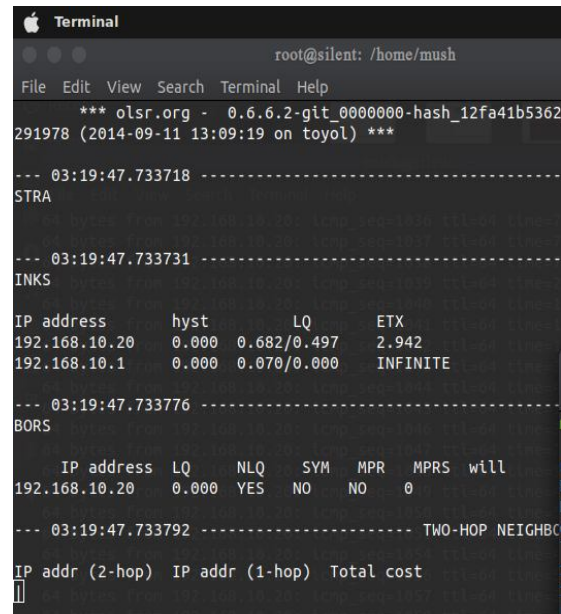 Terminal
root@silent: /home/mush
File Edit View Search Terminal Help
*** olsr.org - 0.6.6.2-git_0000000-hash_12fa41b5362
291978 (2014-09-11 13:09:19 on toyol) ***
--- 03:19:47.733718 -------------------------------------
STRA
--- 03:19:47.733731 -------------------------------------
INKS
IP address hyst LQ ETX
192.168.10.20 0.000 0.682/0.497 2.942
192.168.10.1 0.000 0.070/0.000 INFINITE
--- 03:19:47.733776 -------------------------------------
BORS
IP address LQ NLQ SYM MPR MPRS will
192.168.10.20 0.000 YES NO NO 0
--- 03:19:47.733792 ----------------------- TWO-HOP NEIGHBO
IP addr (2-hop) IP addr (1-hop) Total cost